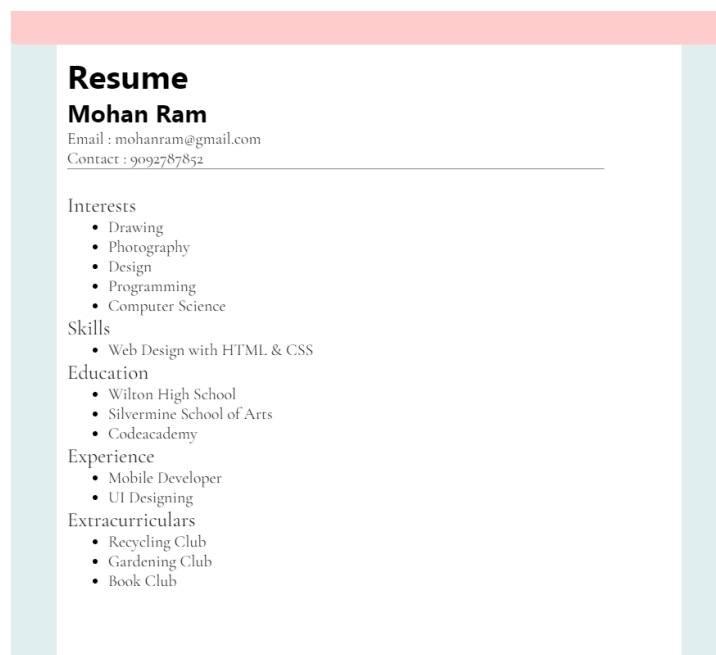 Resume
Mohan Ram
Email : mohanram@gmail.com
Contact : 9092787852
Interests
Drawing
Photography
Design
Programming
Computer Science
Skills
Web Design with HTML & CSS
Education
Wilton High School
Silvermine School of Arts
Codeacademy
Experience
Mobile Developer
UI Designing
Extracurriculars
Recycling Club
Gardening Club
Book Club